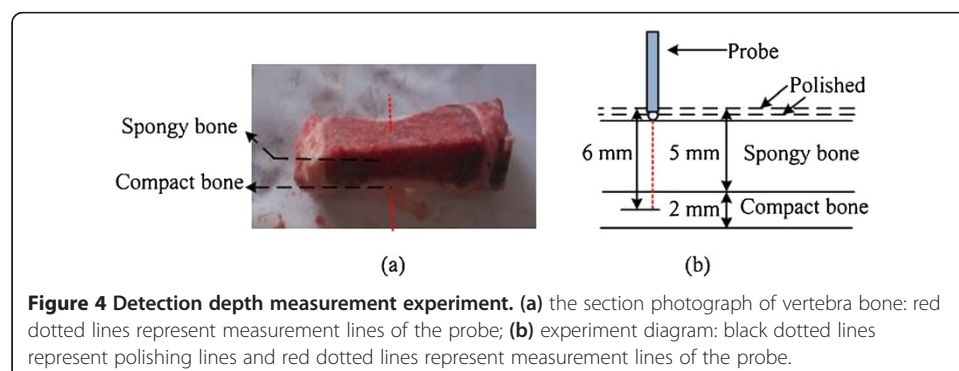 Probe
Polished
Spongy bone
Compact bone
6 mm
5 mm
Spongy bone
2 mm
Compact bone
(a)
(b)
Figure 4 Detection depth measurement experiment. (a) the section photograph of vertebra bone: red
dotted lines represent measurement lines of the probe; (b) experiment diagram: black dotted lines
represent polishing lines and red dotted lines represent measurement lines of the probe.